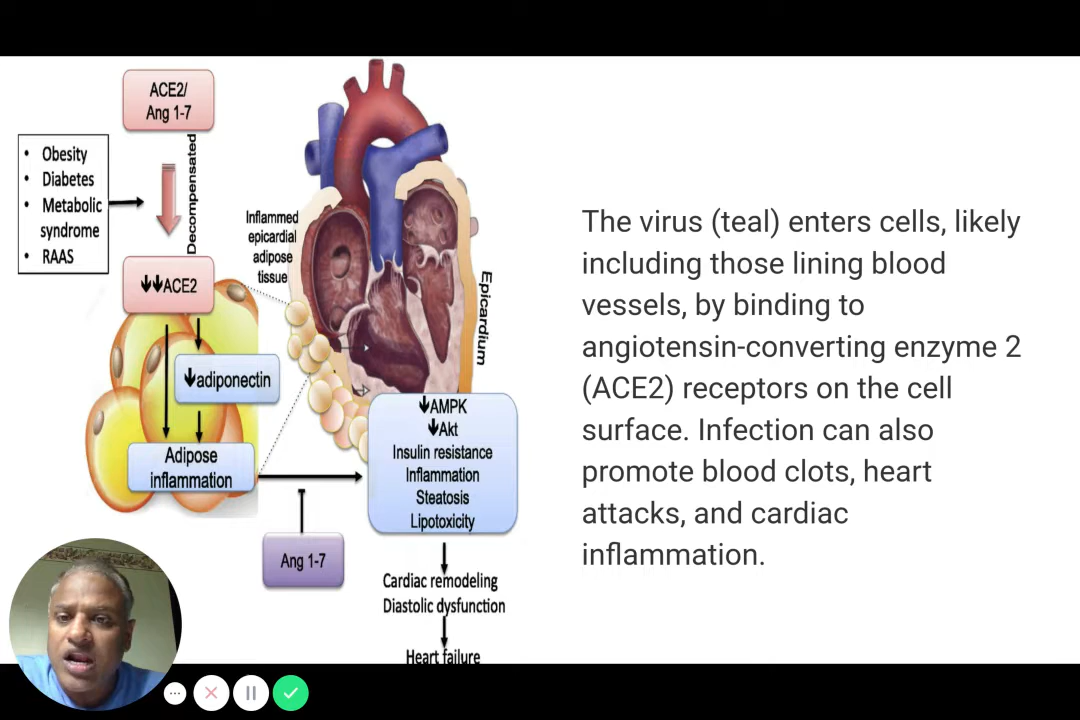 ACE2/
Ang 1-7
Decompensated
• Obesity
• Diabetes
• Metabolic
syndrome
• RAAS
↓↓ACE2
↓adiponectin
Adipose
inflammation
Inflammed
epicardial
adipose
tissue
Epicardium
↓AMPK
↓Akt
Insulin resistance
Inflammation
Steatosis
Lipotoxicity
Ang 1-7
Cardiac remodeling
Diastolic dysfunction
Heart failure
The virus (teal) enters cells, likely
including those lining blood
vessels, by binding to
angiotensin-converting enzyme 2
(ACE2) receptors on the cell
surface. Infection can also
promote blood clots, heart
attacks, and cardiac
inflammation.